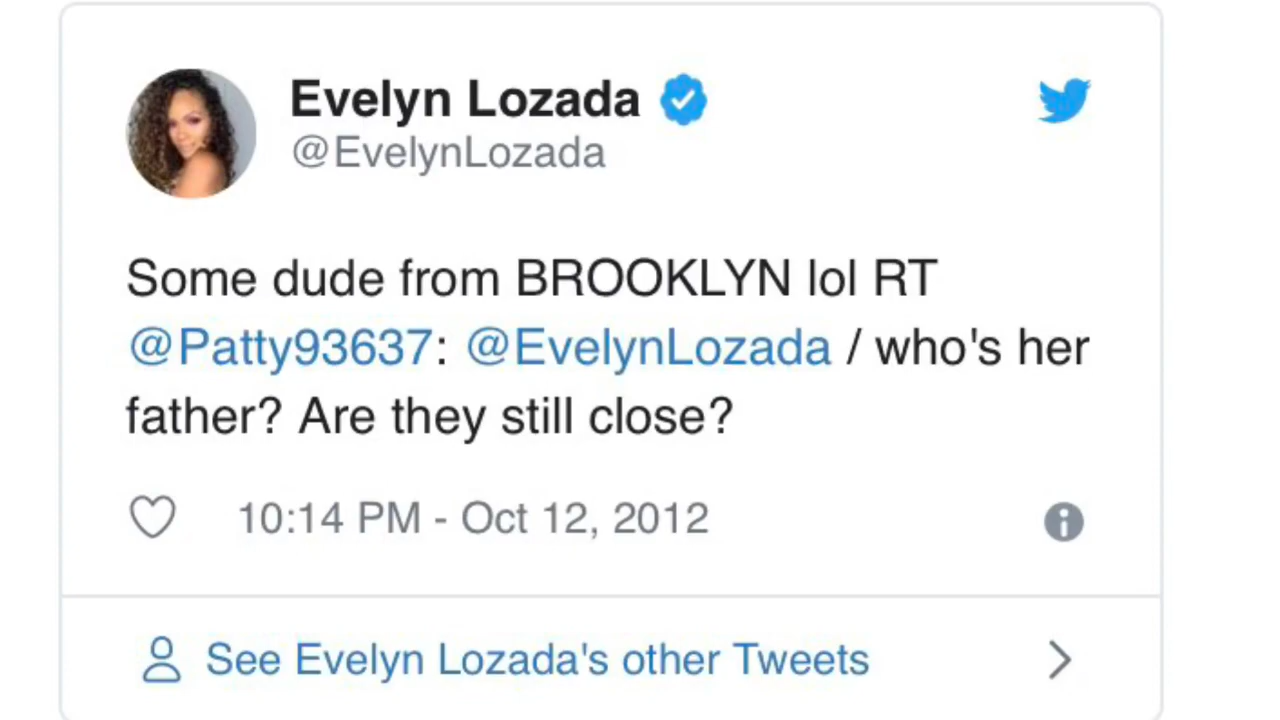 Evelyn Lozada
@EvelynLozada
Some dude from BROOKLYN lol RT
@Patty93637: @EvelynLozada / who's her
father? Are they still close?
10:14 PM - Oct 12, 2012
See Evelyn Lozada's other Tweets